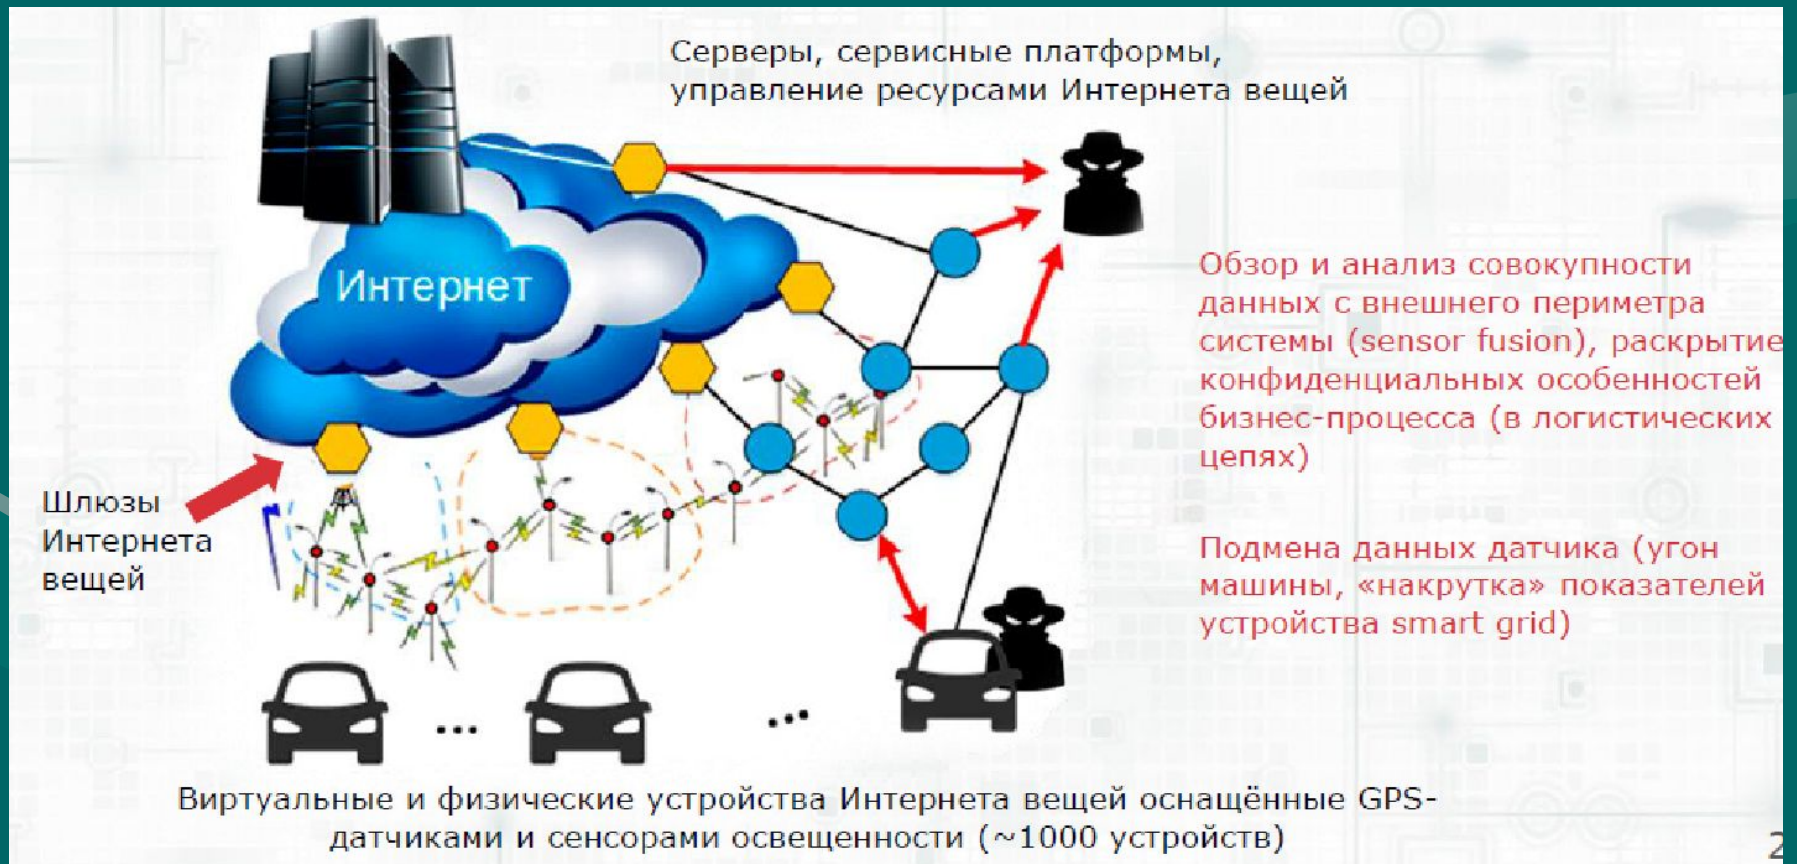 Серверы, сервисные платформы,
управление ресурсами Интернета вещей
Интернет
Обзор и анализ совокупности
данных с внешнего периметра
системы (sensor fusion), раскрытие
конфиденциальных особенностей
бизнес-процесса (в логистических
цепях)
Шлюзы
Интернета
вещей
Подмена данных датчика (угон
машины, «накрутка» показателей
устройства smart grid)
...
...
Виртуальные и физические устройства Интернета вещей оснащённые GPS-
датчиками и сенсорами освещенности (~1000 устройств)
2